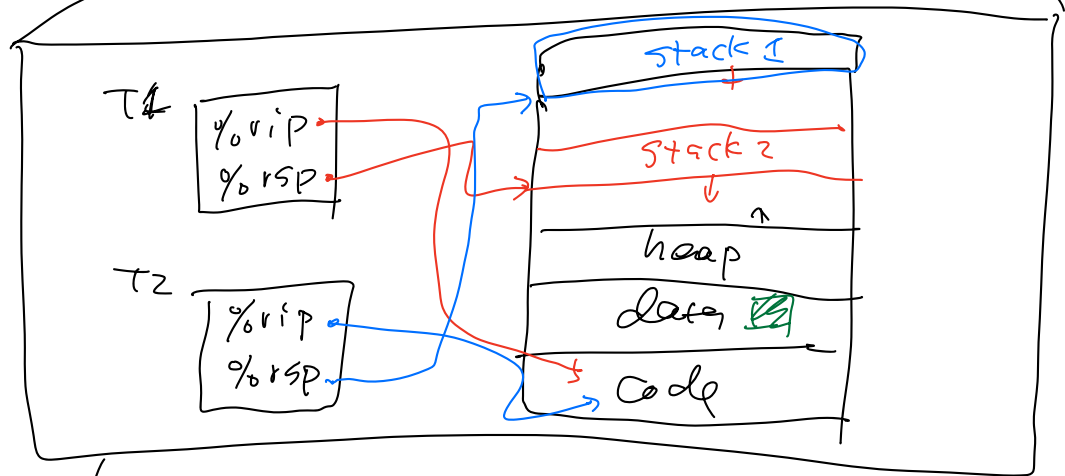 T1
%rip
%rsp
T2
%rip
%rsp
stack 1
stack 2
heap
data
code